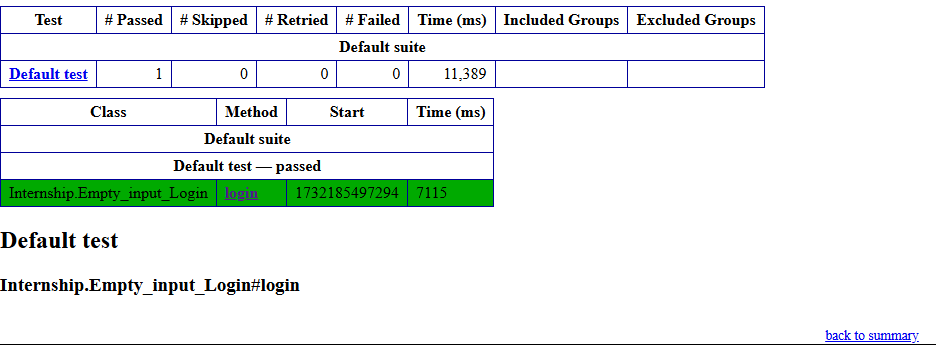 Test # Passed # Skipped # Retried # Failed Time (ms) Included Groups Excluded Groups
Default suite
Default test 1 0 0 0 11,389
Class Method Start Time (ms)
Default suite
Default test — passed
Internship.Empty_input_Login login 1732185497294 7115
Default test
Internship.Empty_input_Login#login
back to summary